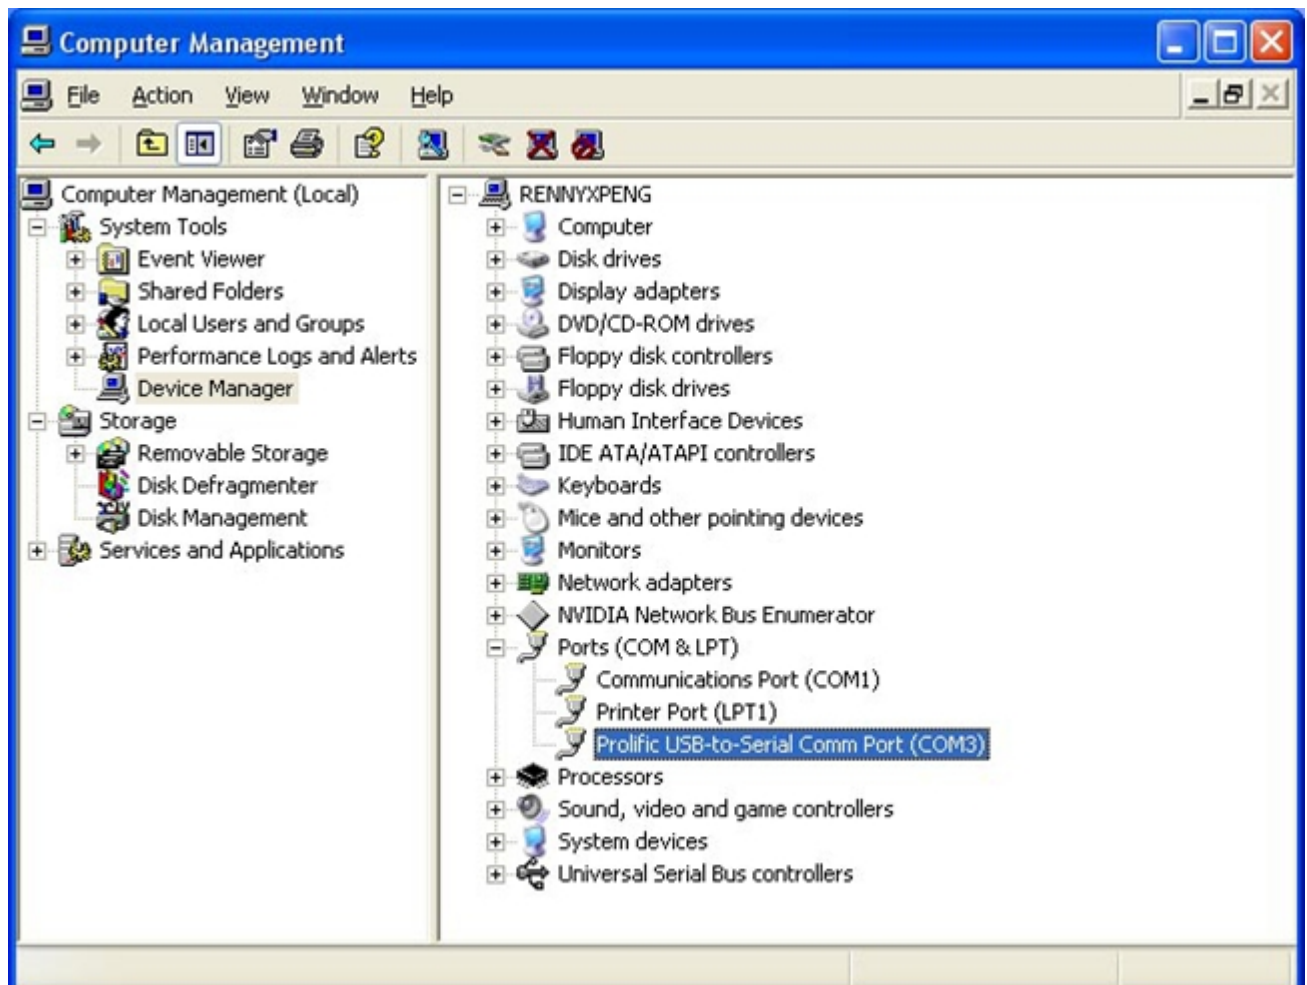 Computer Management
File Action View Window Help
Computer Management (Local)
System Tools
Event Viewer
Shared Folders
Local Users and Groups
Performance Logs and Alerts
Device Manager
Storage
Removable Storage
Disk Defragmenter
Disk Management
Services and Applications
RENNYXPENG
Computer
Disk drives
Display adapters
DVD/CD-ROM drives
Floppy disk controllers
Floppy disk drives
Human Interface Devices
IDE ATA/ATAPI controllers
Keyboards
Mice and other pointing devices
Monitors
Network adapters
NVIDIA Network Bus Enumerator
Ports (COM & LPT)
Communications Port (COM1)
Printer Port (LPT1)
Prolific USB-to-Serial Comm Port (COM3)
Processors
Sound, video and game controllers
System devices
Universal Serial Bus controllers